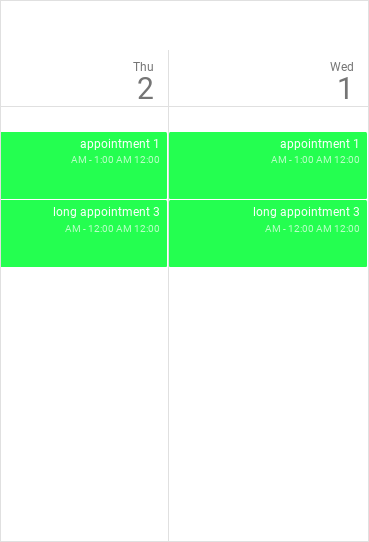 Thu
2
Wed
1
appointment 1
AM - 1:00 AM 12:00
appointment 1
AM - 1:00 AM 12:00
long appointment 3
AM - 12:00 AM 12:00
long appointment 3
AM - 12:00 AM 12:00